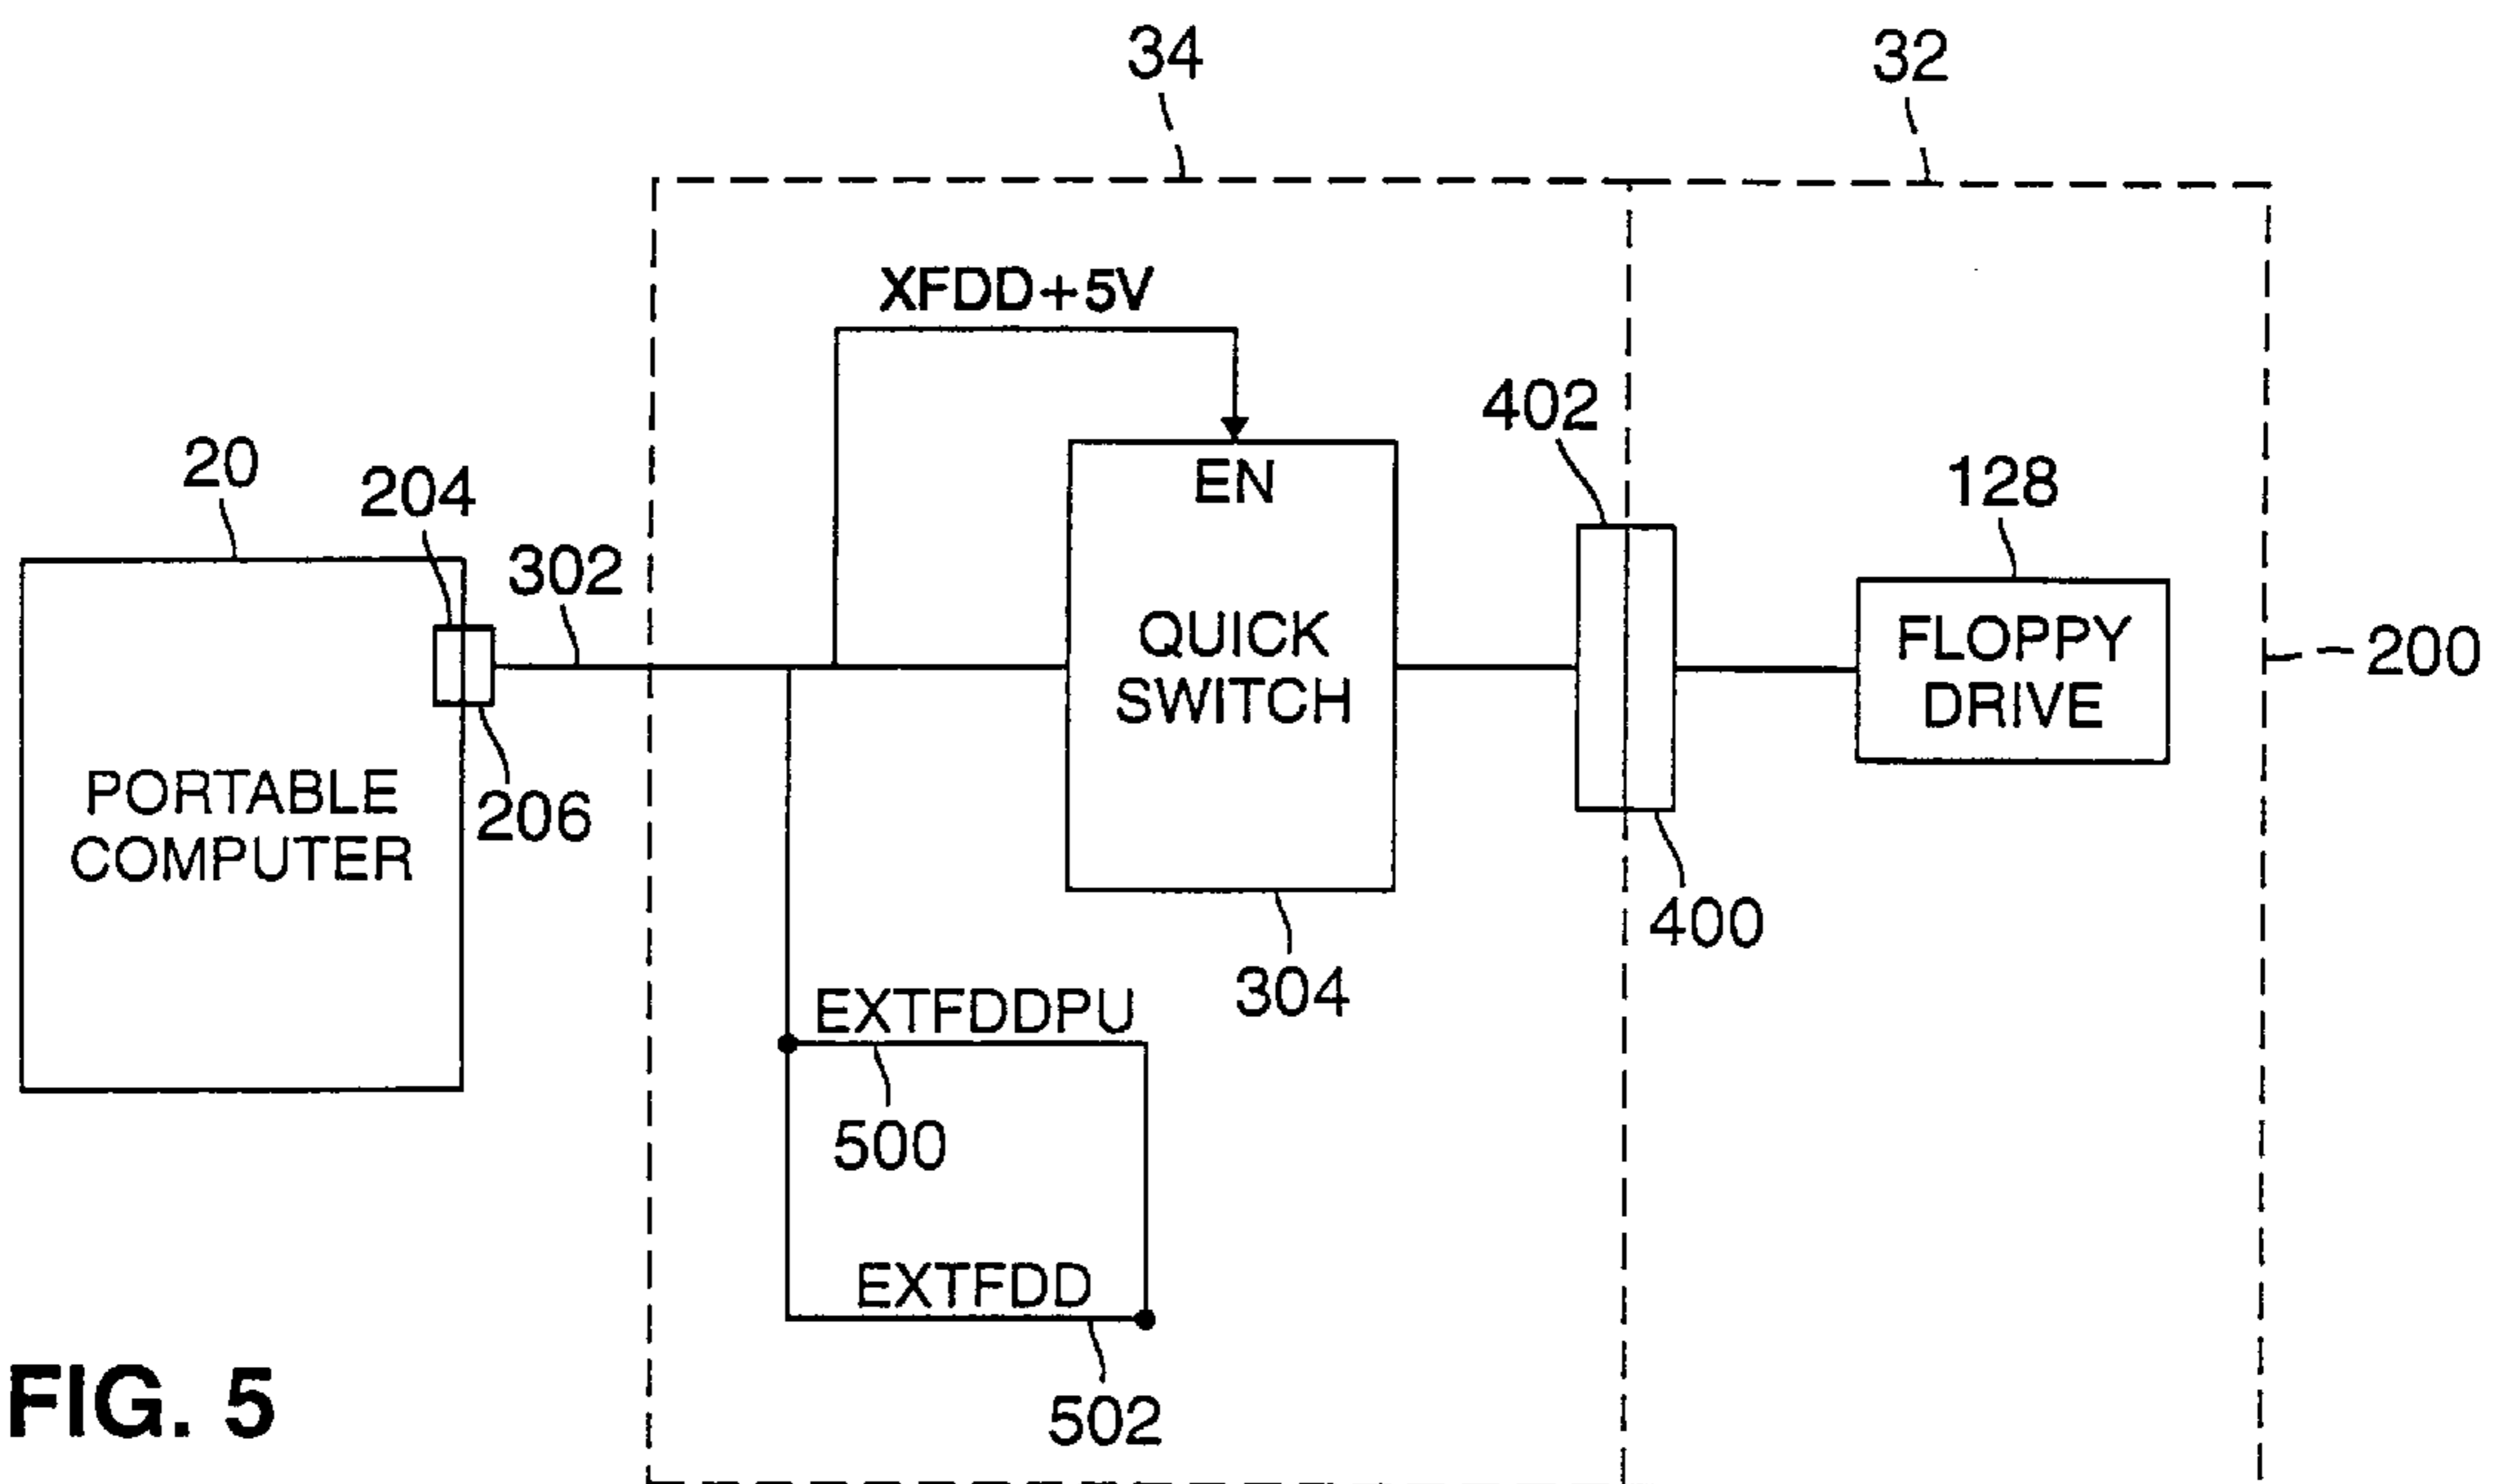 34
32
XFDD+5V
402
20
204
EN
128
302
QUICK
SWITCH
FLOPPY
DRIVE
200
PORTABLE
COMPUTER
206
400
304
EXTFDDPU
500
EXTFDD
502
FIG. 5